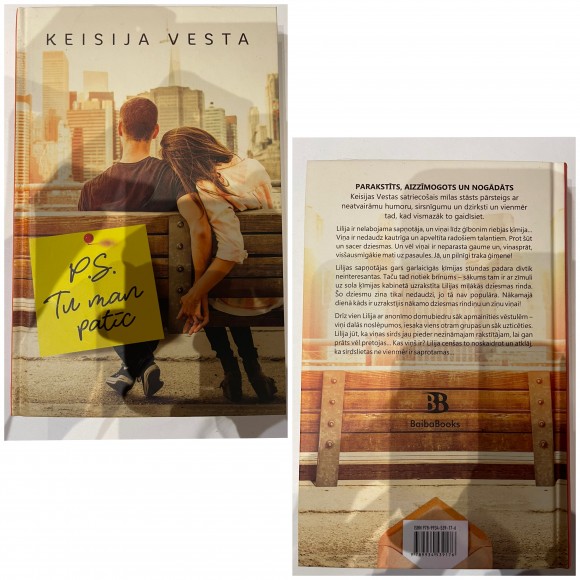 KEISIJA VESTA
P.S.
Tu man
patīc
PARAKSTĪTS, AIZZĪMOGOTS UN NOGĀDĀTS
Keisijas Vestas satriecošais mīlas stāsts pārsteigs ar
neatvairāmu humoru, sirsnīgumu un dzirksti un vienmēr
tad, kad vismazāk to gaidīsiet.
Lilija ir nelabojama sapņotāja, un viņai līdz ģībonim riebjas ķīmija...
Viņa ir nedaudz kautrīga un apveltīta radošiem talantiem. Prot šūt
un sacer dziesmas. Un vēl viņai ir neparasta gaume un, vinasprāt,
visšausmīgākie mati uz pasaules. Jā, un pilnīgi traka ģimene!
Lilijas sapņotājas gars garlaicīgās ķīmijas stundas padara divtik
neinteresantas. Taču tad notiek brīnums – sākums tam ir ar zīmuli
uz sola ķīmijas kabinetā uzrakstīta Lilijas mīļākās dziesmas rinda.
Šo dziesmu zina tikai nedaudzi, jo tā nav populāra. Nākamajā
dienā kāds ir uzrakstījis nākamo dziesmas rindiņu un ziņu viņai!
Drīz vien Lilija ar anonīmo domubiedru sāk apmainīties vēstulēm –
viņi dalās noslēpumos, iesaka viens otram grupas un sāk uzticēties.
Lilija jūt, ka viņas sirds jau pieder nezināmajam rakstītājam, lai gan
prāts vēl pretojas... Kas viņš ir? Lilija cenšas to noskaidrot un atklāj,
ka sirdslietas ne vienmēr ir saprotamas...
BB
BaibaBooks